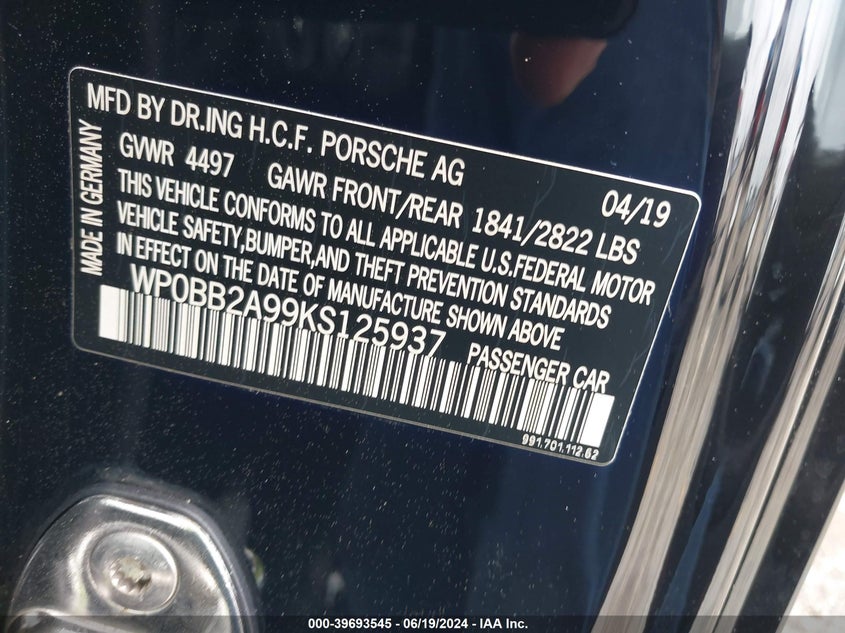 MFD BY DR.ING H.C.F. PORSCHE AG 04/19
GVWR 4497 GAWR FRONT/REAR 1841/2822 LBS
THIS VEHICLE CONFORMS TO ALL APPLICABLE U.S.FEDERAL MOTOR
VEHICLE SAFETY,BUMPER,AND THEFT PREVENTION STANDARDS
IN EFFECT ON THE DATE OF MANUFACTURE SHOWN ABOVE
WP0BB2A99KS125937 PASSENGER CAR
991.701.112.62
MADE IN GERMANY
000-39693545 - 06/19/2024 - IAA Inc.